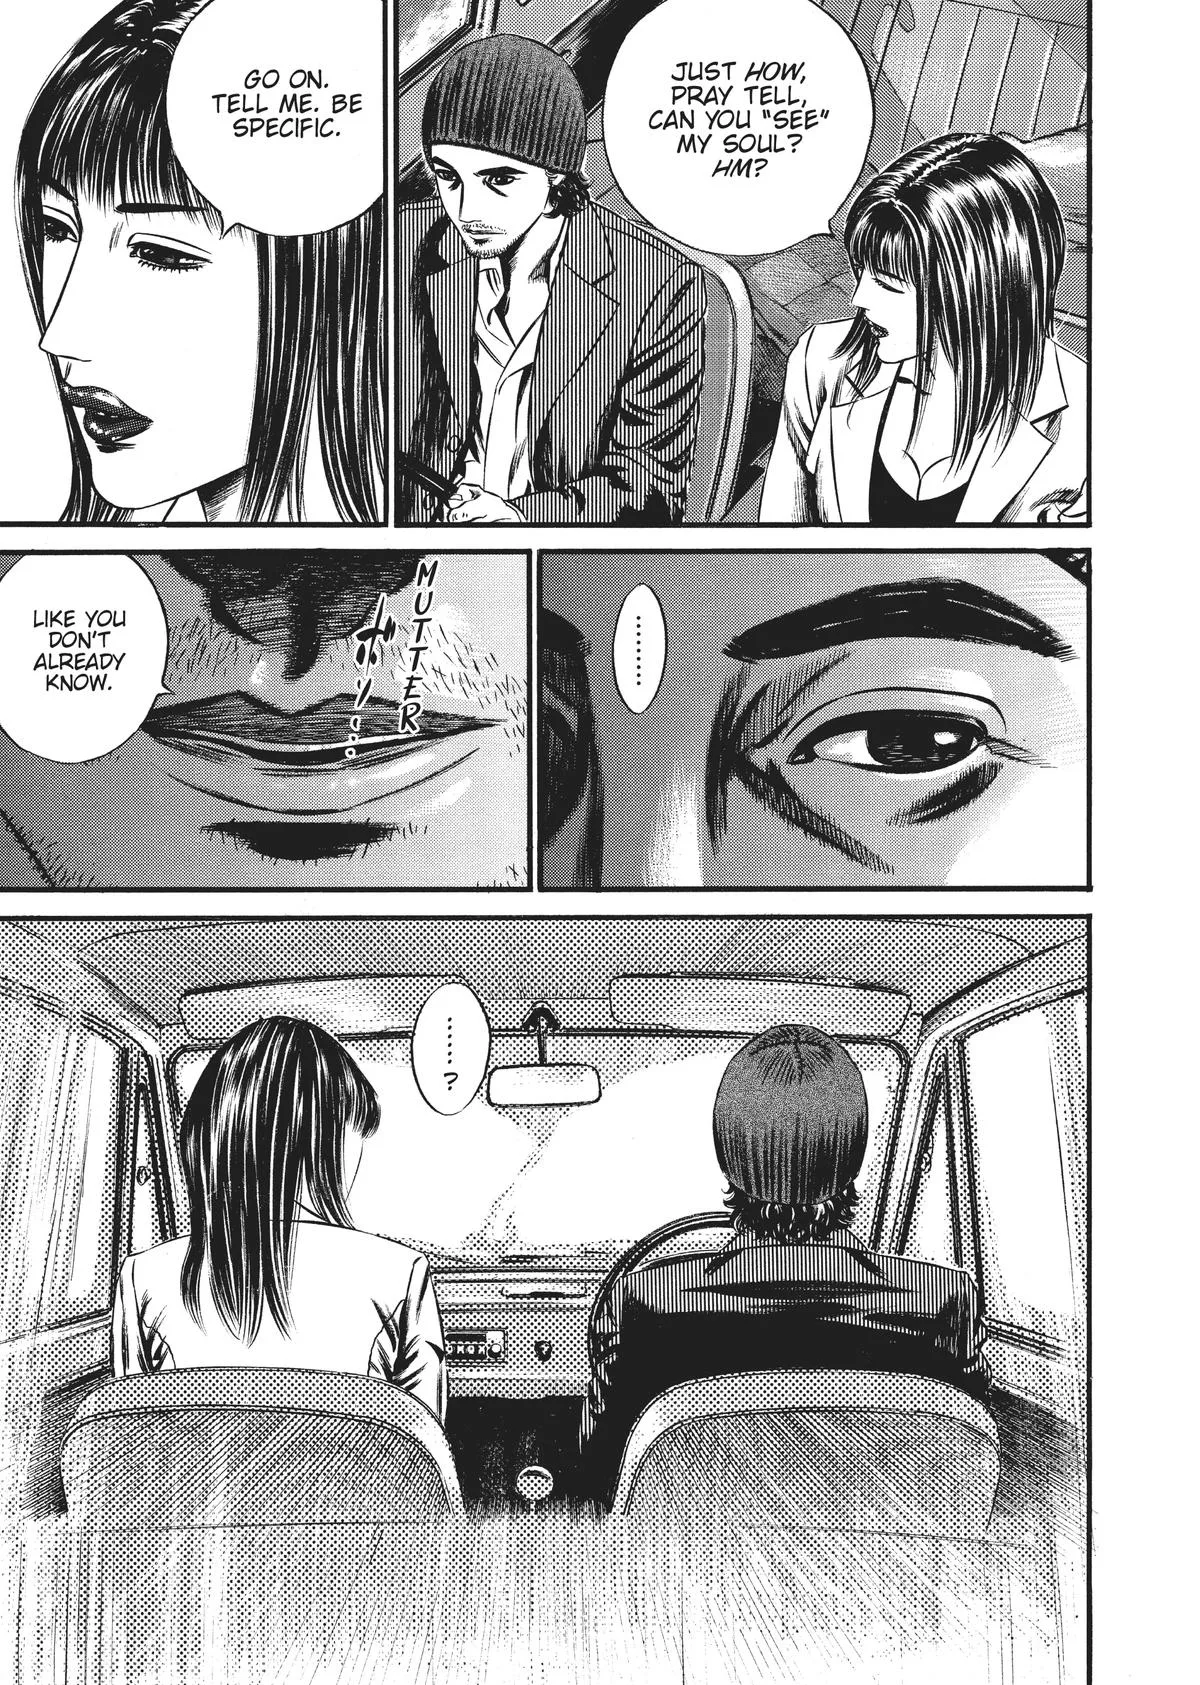 JUST HOW,
PRAY TELL,
CAN YOU "SEE"
MY SOUL?
HM?
GO ON.
TELL ME. BE
SPECIFIC.
........
MUTTER
ボソ...
LIKE YOU
DON'T
ALREADY
KNOW.
......?